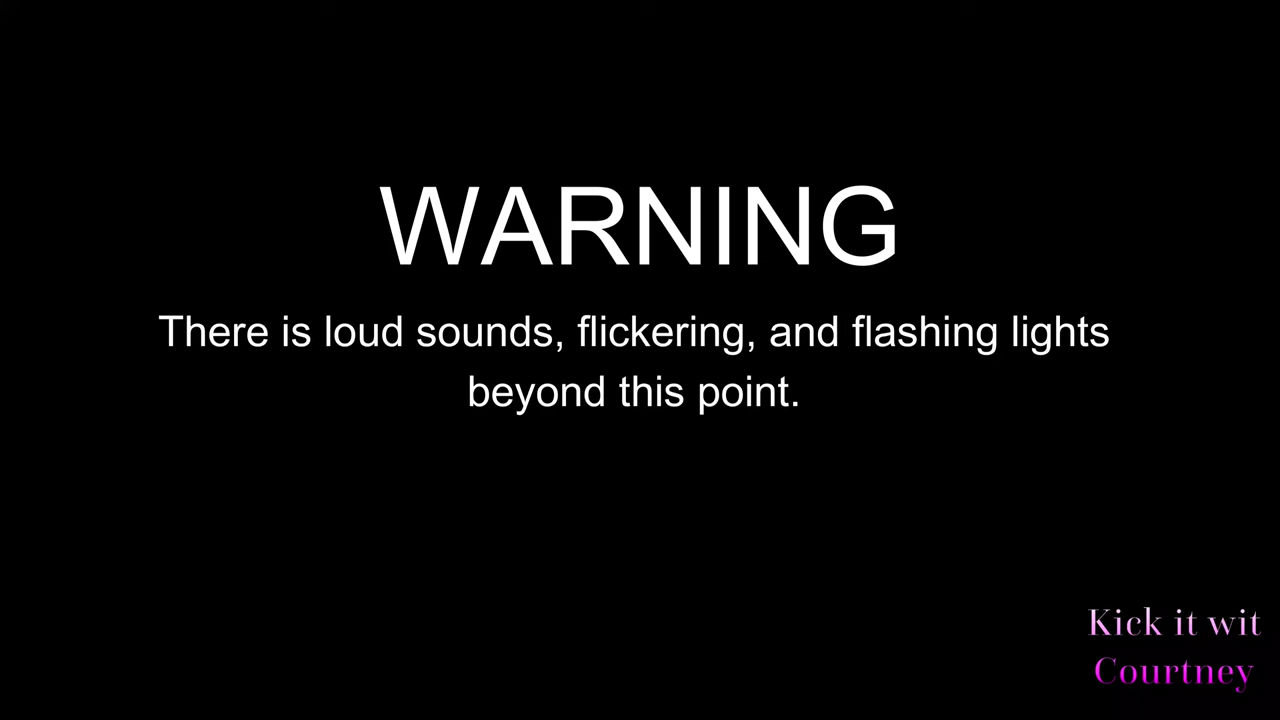 WARNING
There is loud sounds, flickering, and flashing lights
beyond this point.
Kick it wit
Courtney